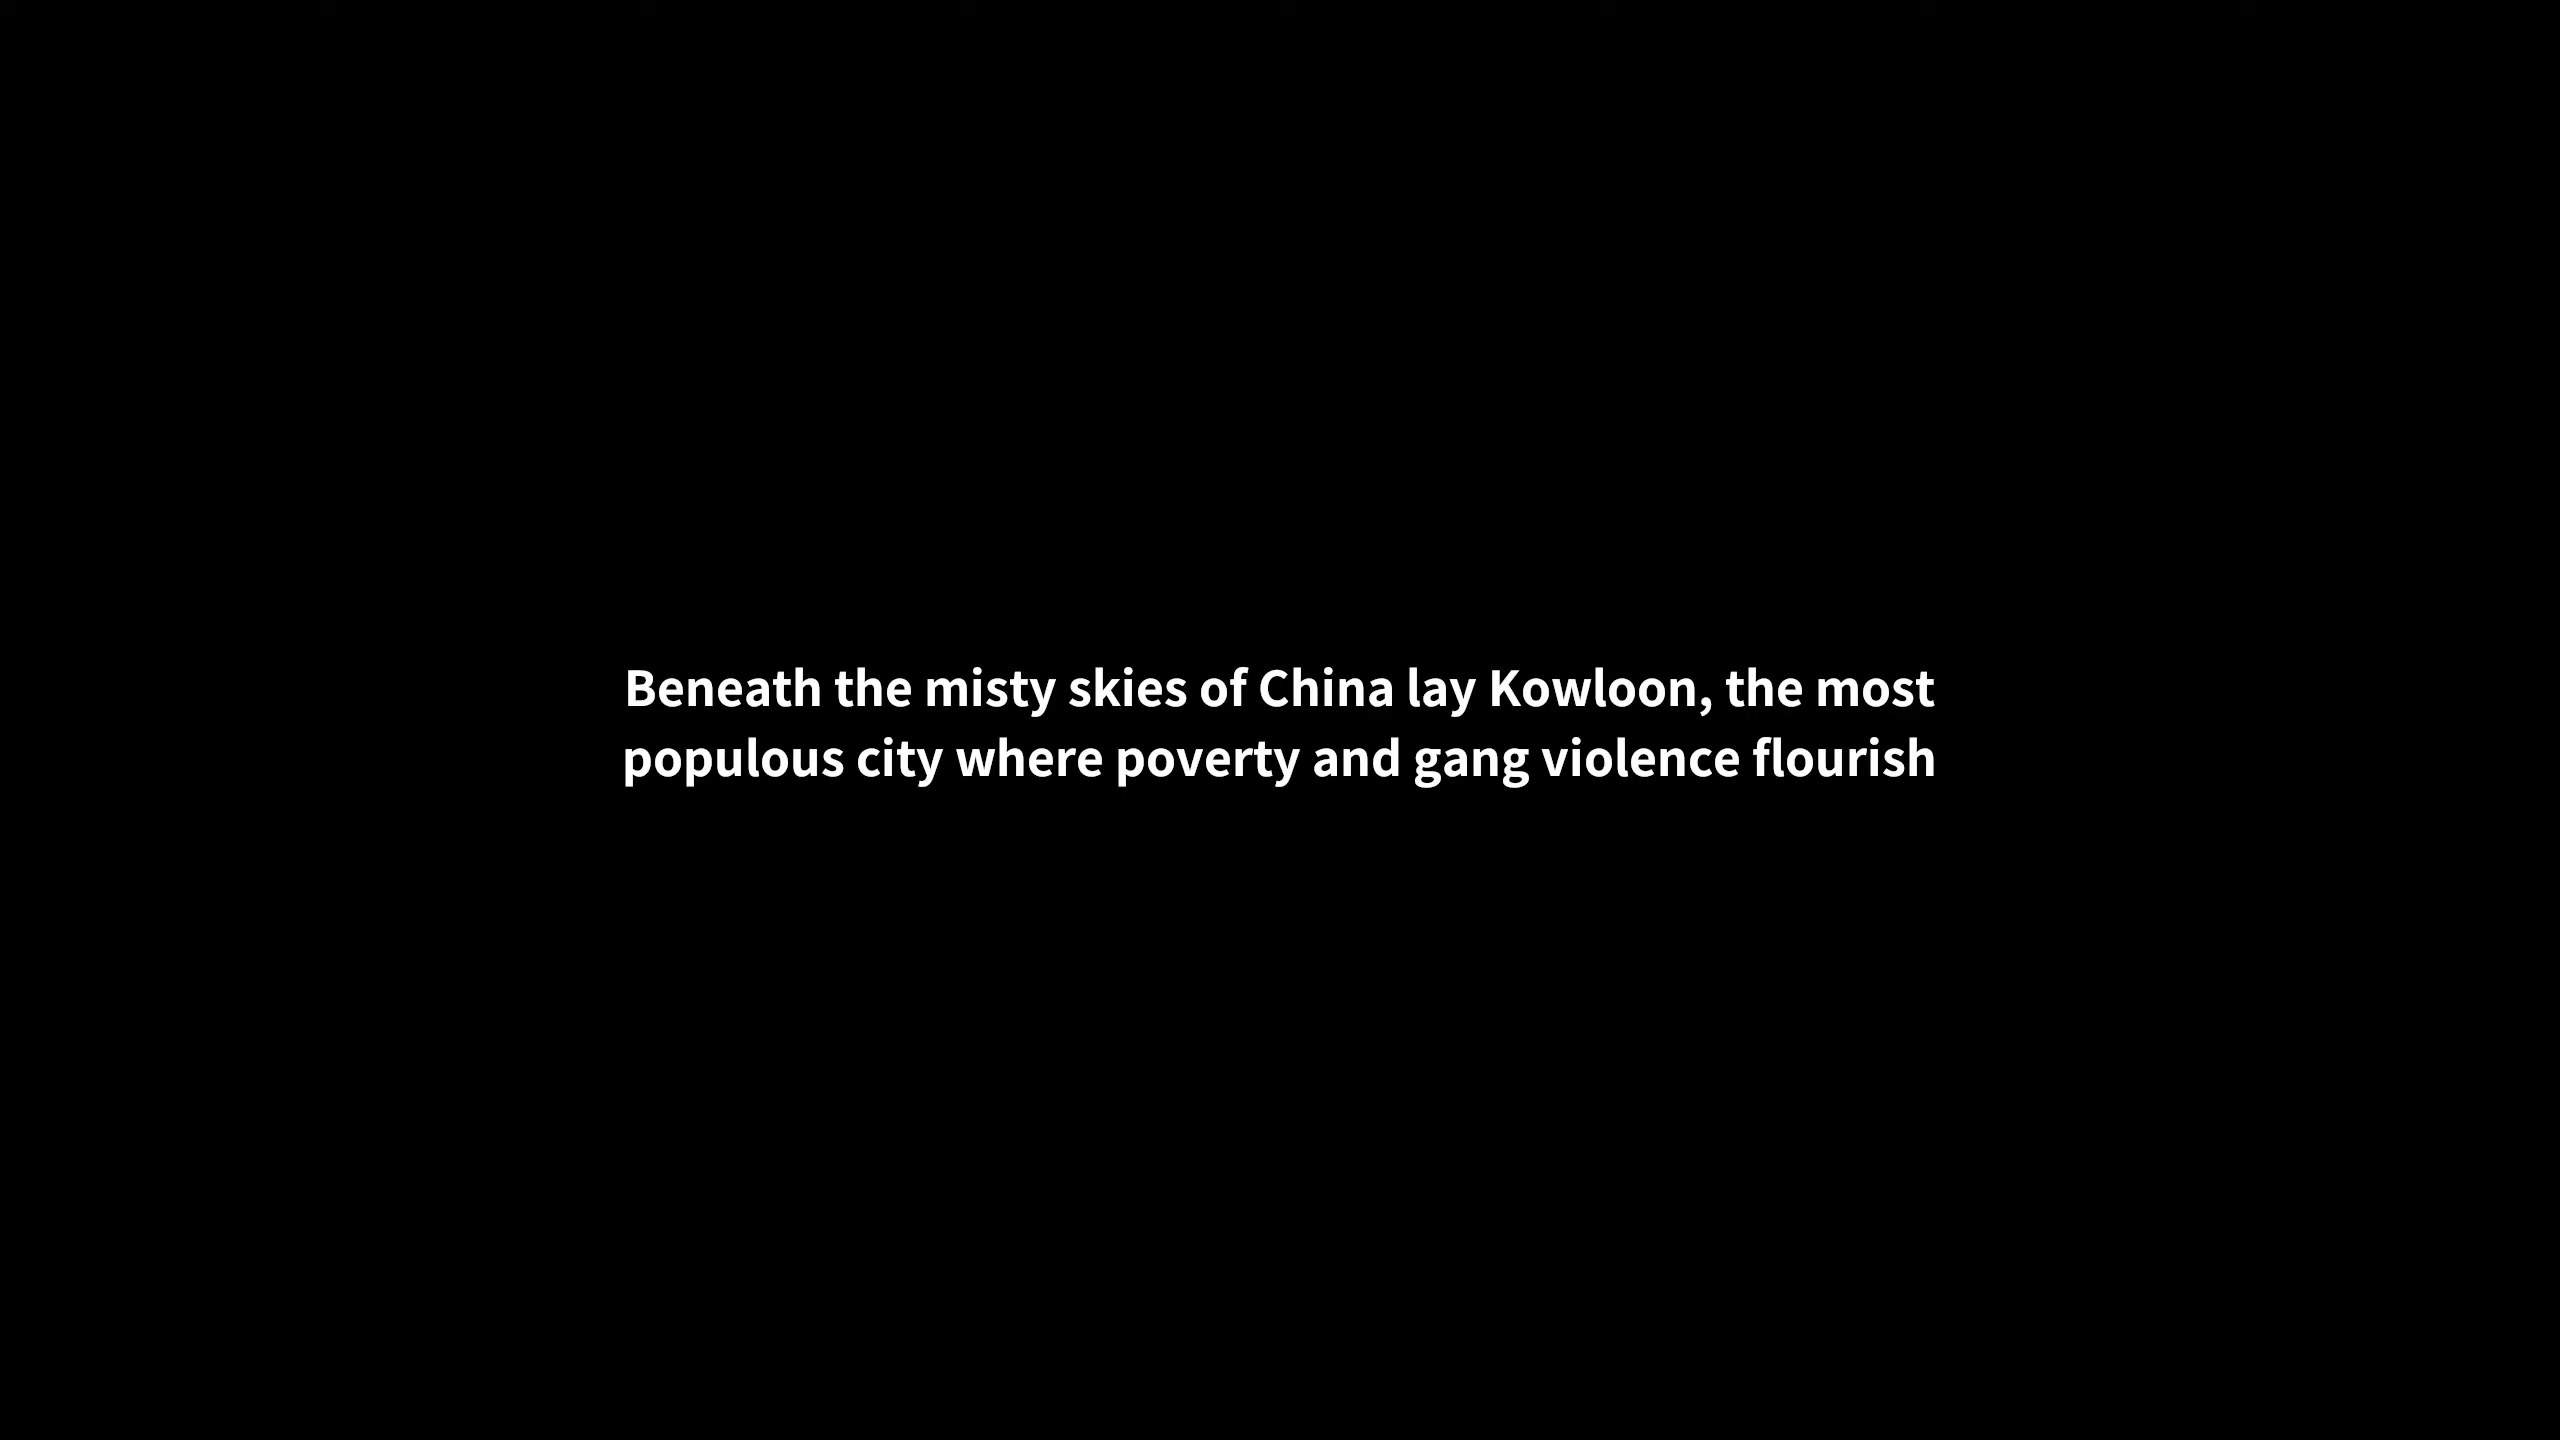 Beneath the misty skies of China lay Kowloon, the most
populous city where poverty and gang violence flourish